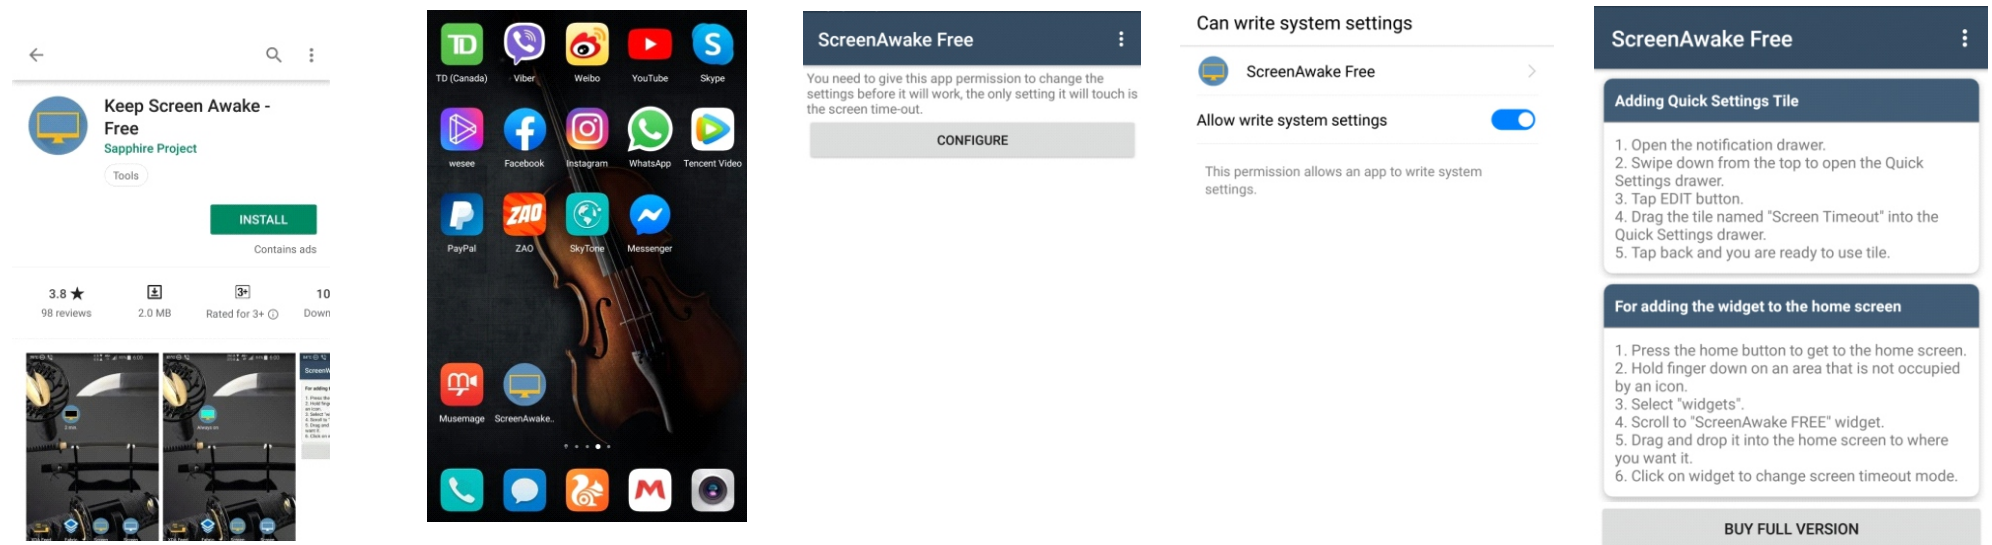 Keep Screen Awake -
Free
Sapphire Project
Tools
INSTALL
Contains ads
3.8 ★
3+
10
98 reviews
2.0 MB
Rated for 3+
Down
TD
TD (Canada)
Viber
Weibo
YouTube
S
Skype
wesee
Facebook
Instagram
WhatsApp
Tencent Video
PayPal
ZAO
ZAO
SkyTone
Messenger
Musemage
ScreenAwake..
ScreenAwake Free
You need to give this app permission to change the
settings before it will work, the only setting it will touch is
the screen time-out.
CONFIGURE
Can write system settings
ScreenAwake Free
Allow write system settings
This permission allows an app to write system
settings.
ScreenAwake Free
Adding Quick Settings Tile
1. Open the notification drawer.
2. Swipe down from the top to open the Quick
Settings drawer.
3. Tap EDIT button.
4. Drag the tile named "Screen Timeout" into the
Quick Settings drawer.
5. Tap back and you are ready to use tile.
For adding the widget to the home screen
1. Press the home button to get to the home screen.
2. Hold finger down on an area that is not occupied
by an icon.
3. Select "widgets".
4. Scroll to "ScreenAwake FREE" widget.
5. Drag and drop it into the home screen to where
you want it.
6. Click on widget to change screen timeout mode.
BUY FULL VERSION